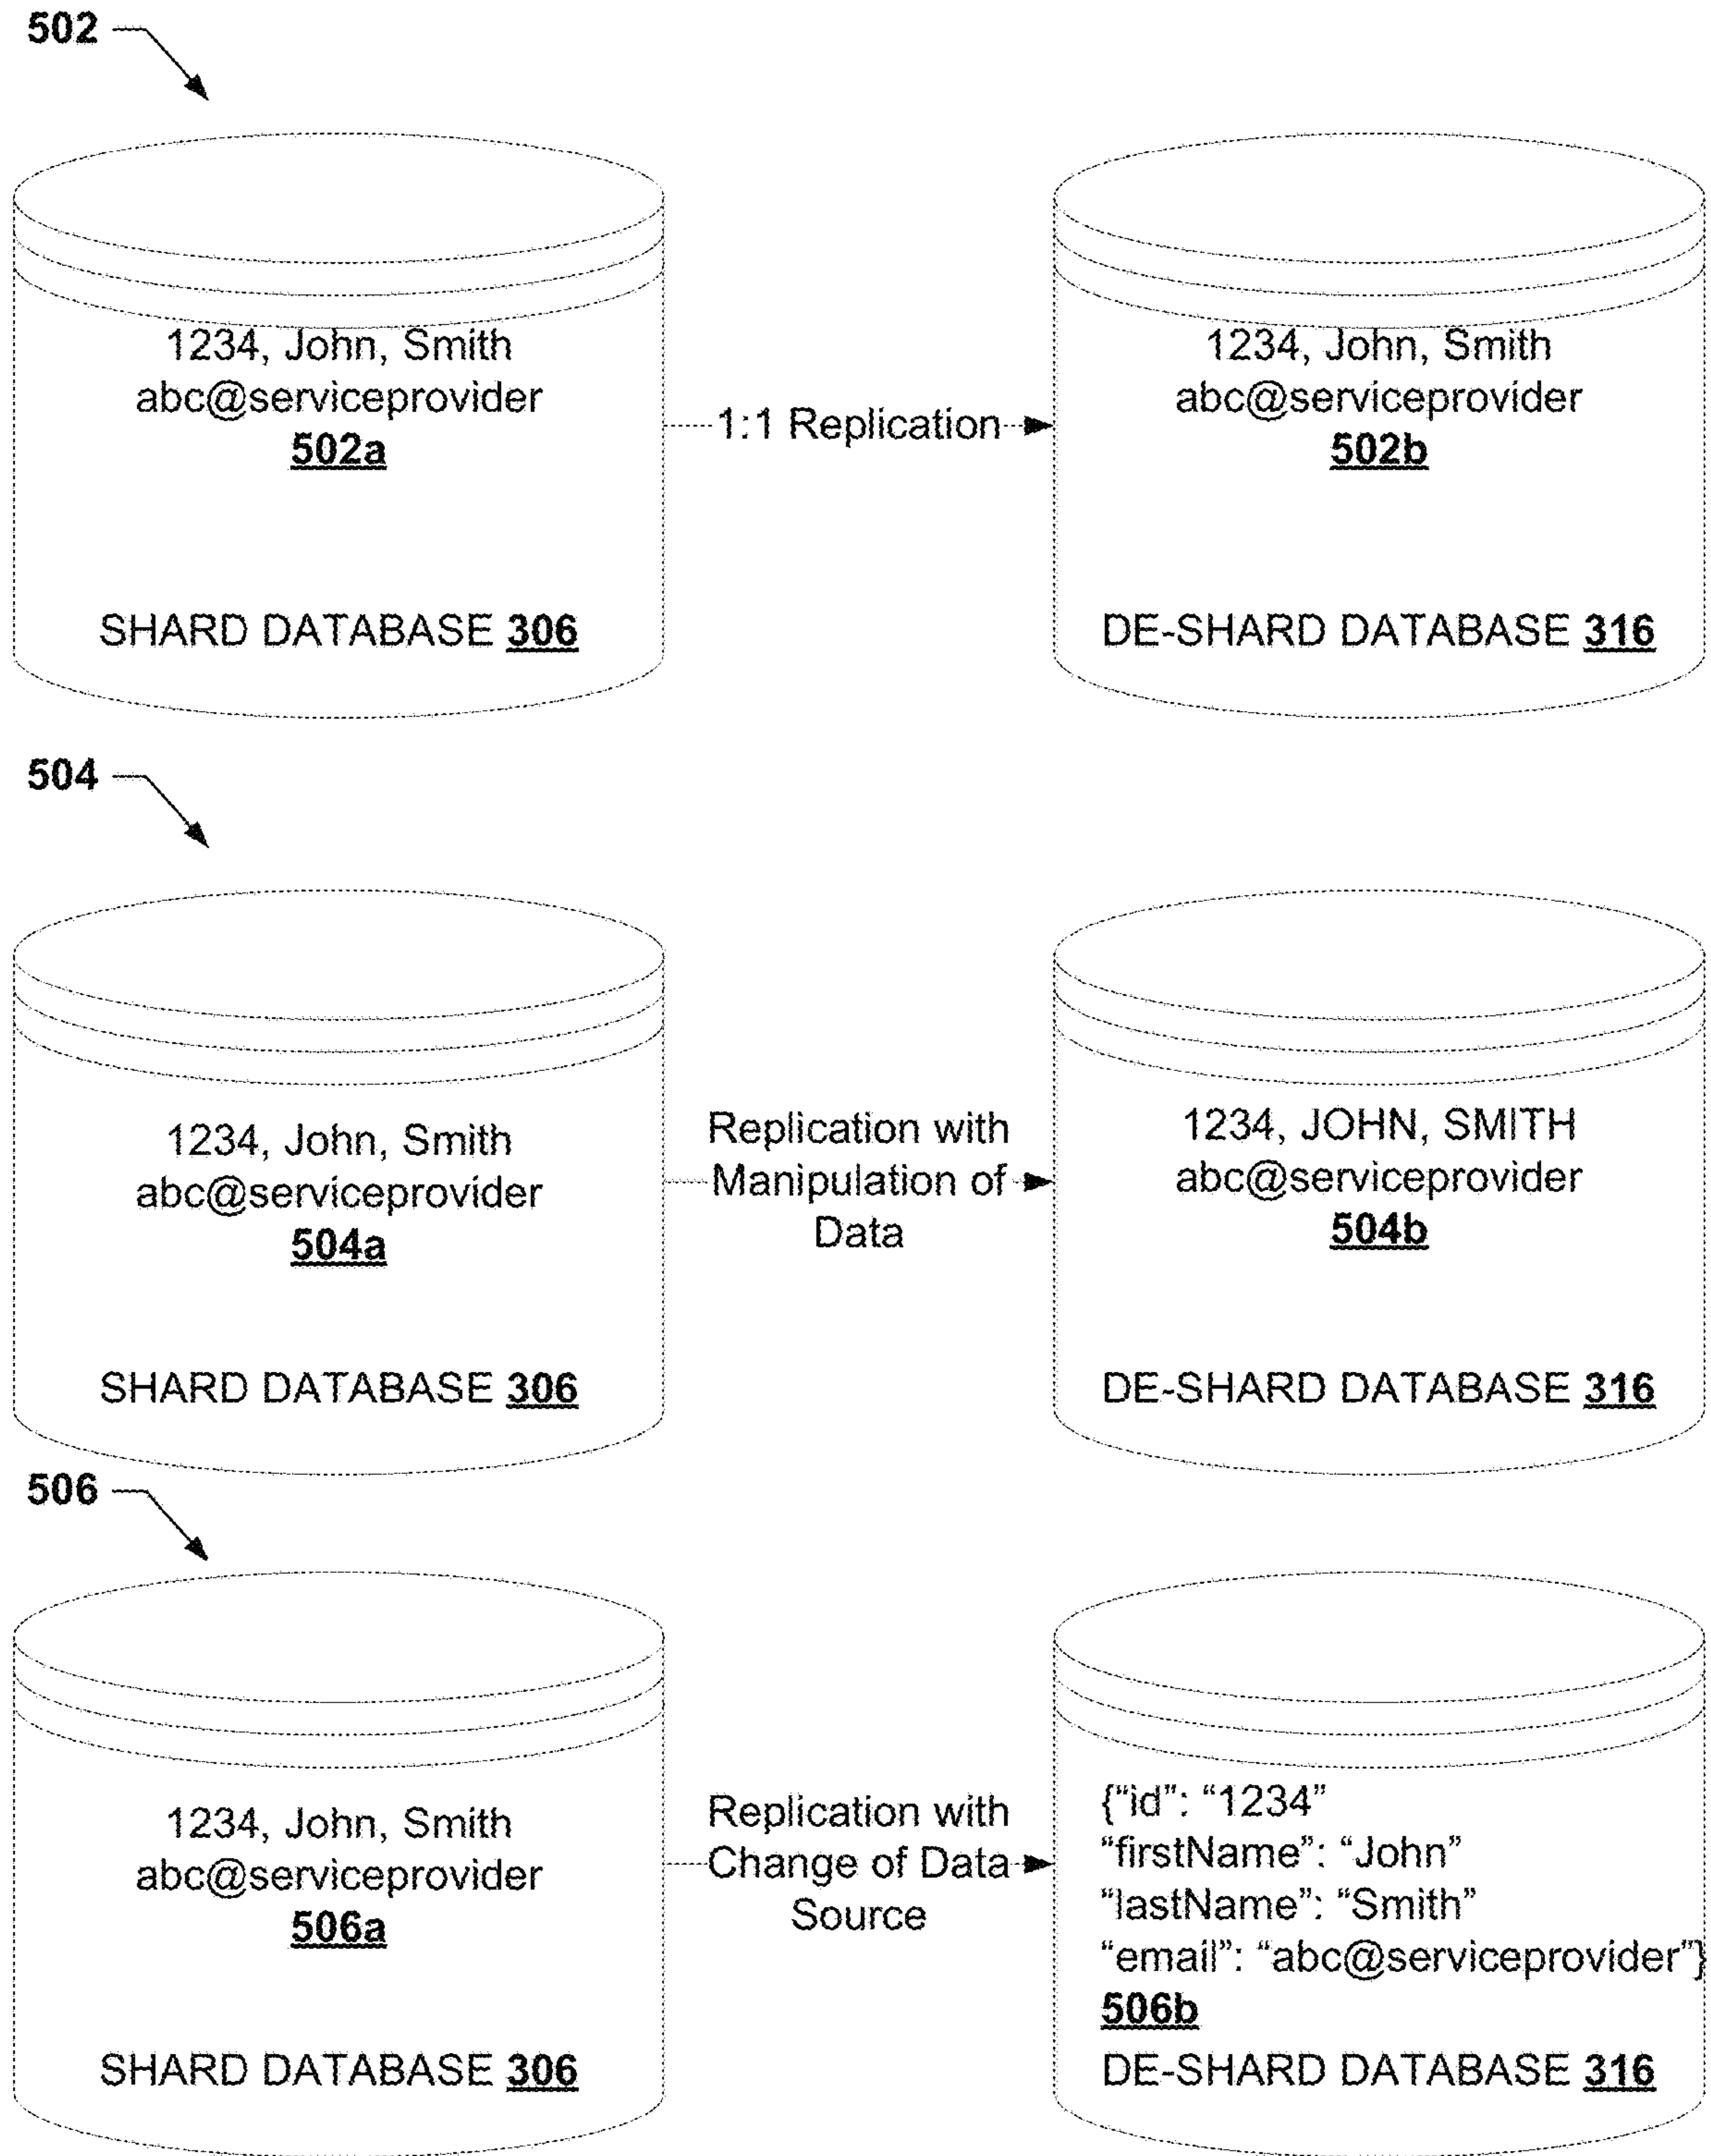 502
1234, John, Smith
abc@serviceprovider
502a
SHARD DATABASE 306
1:1 Replication
1234, John, Smith
abc@serviceprovider
502b
DE-SHARD DATABASE 316
504
1234, John, Smith
abc@serviceprovider
504a
SHARD DATABASE 306
Replication with
Manipulation of
Data
1234, JOHN, SMITH
abc@serviceprovider
504b
DE-SHARD DATABASE 316
506
1234, John, Smith
abc@serviceprovider
506a
SHARD DATABASE 306
Replication with
Change of Data
Source
{“id”: “1234”
“firstName”: “John”
“lastName”: “Smith”
“email”: “abc@serviceprovider”}
506b
DE-SHARD DATABASE 316